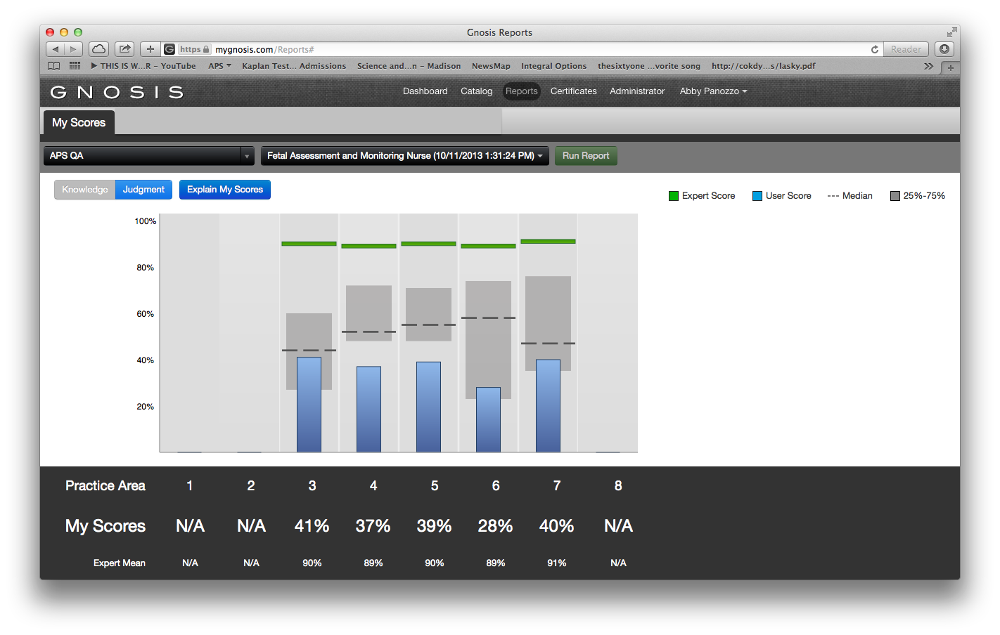 Gnosis Reports
https mygnosis.com/Reports# Reader
▶ THIS IS W...R – YouTube APS ▼ Kaplan Test... Admissions Science and...n – Madison NewsMap Integral Options thesixtyone ...vorite song http://cokdy...s/lasky.pdf
GNOSIS Dashboard Catalog Reports Certificates Administrator Abby Panozzo
My Scores
APS QA Fetal Assessment and Monitoring Nurse (10/11/2013 1:31:24 PM) Run Report
Knowledge Judgment Explain My Scores
Expert Score User Score --- Median 25%-75%
100%
80%
60%
40%
20%
Practice Area 1 2 3 4 5 6 7 8
My Scores N/A N/A 41% 37% 39% 28% 40% N/A
Expert Mean N/A N/A 90% 89% 90% 89% 91% N/A